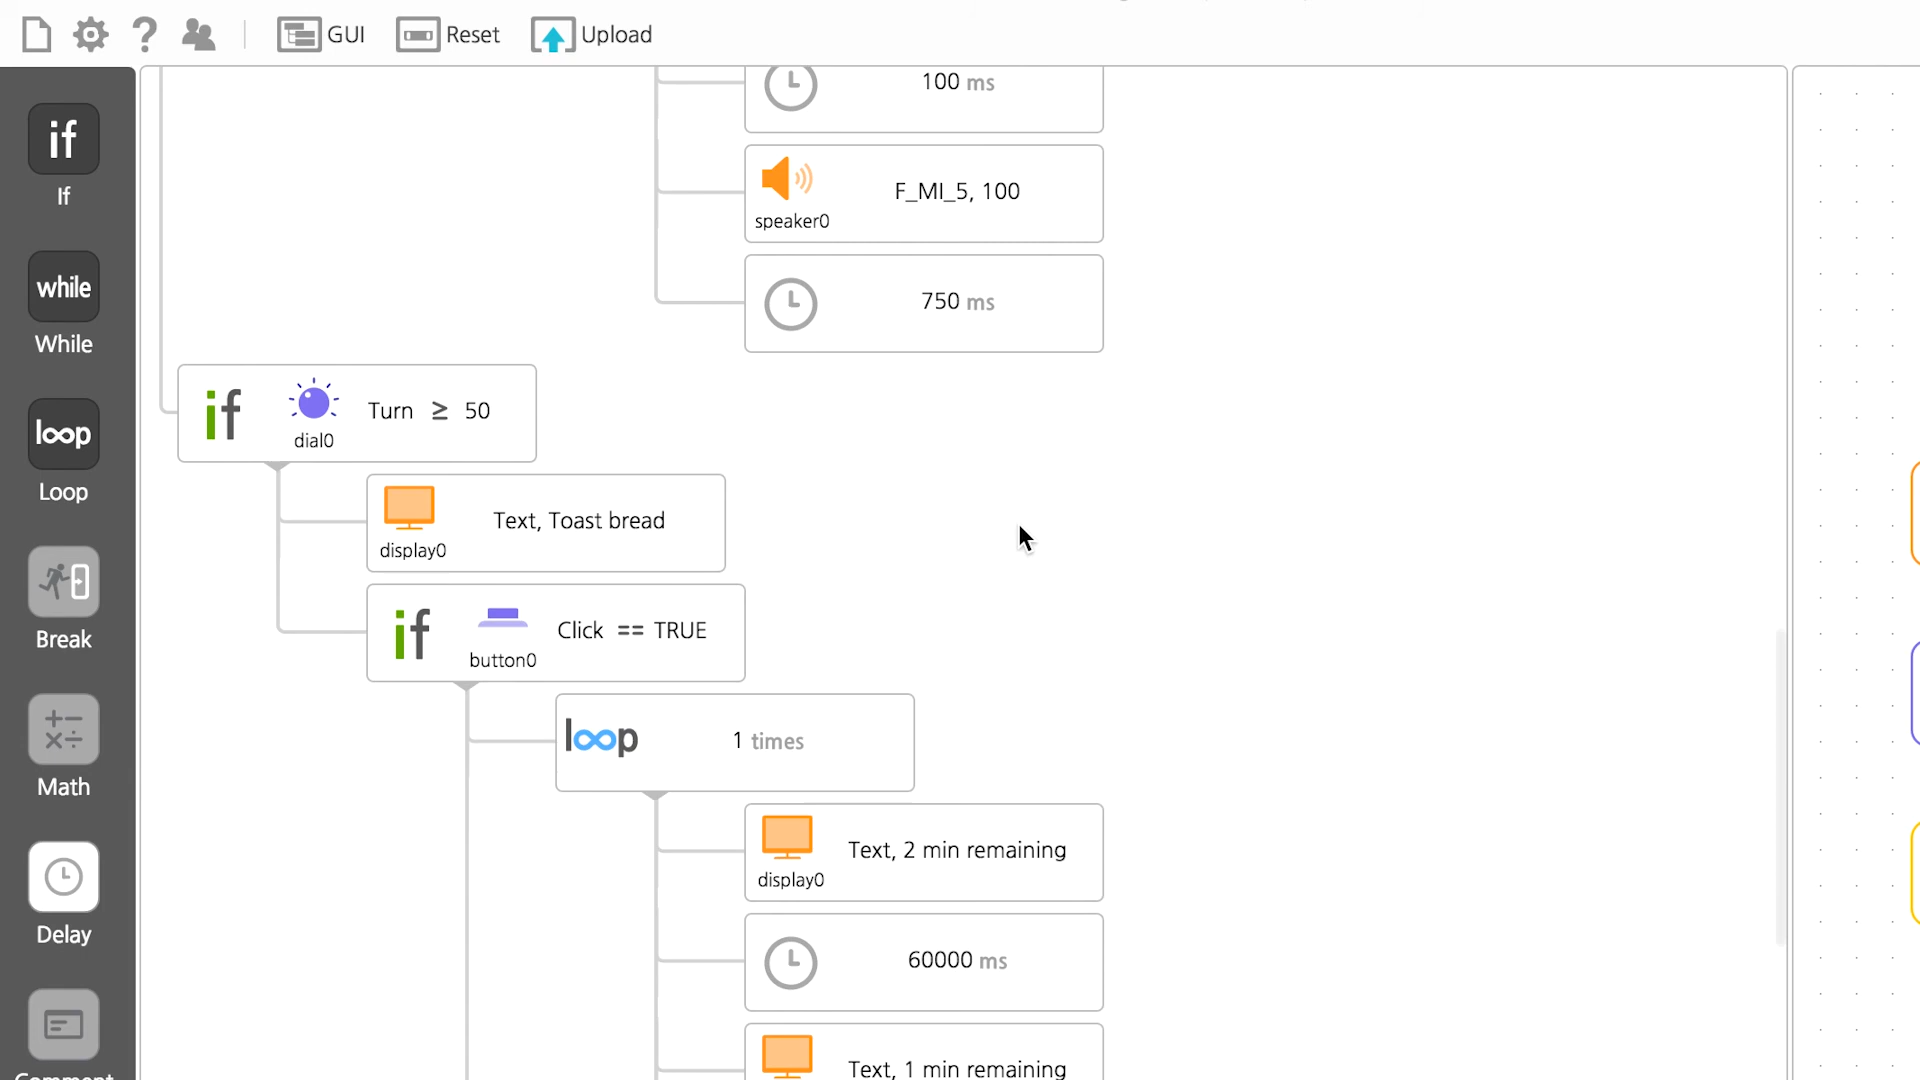 GUI
Reset
Upload
if
If
while
While
loop
Loop
Break
Math
Delay
100 ms
speaker0
F_MI_5, 100
750 ms
if
dial0
Turn ≥ 50
display0
Text, Toast bread
if
button0
Click == TRUE
loop
1 times
display0
Text, 2 min remaining
60000 ms
Text, 1 min remaining